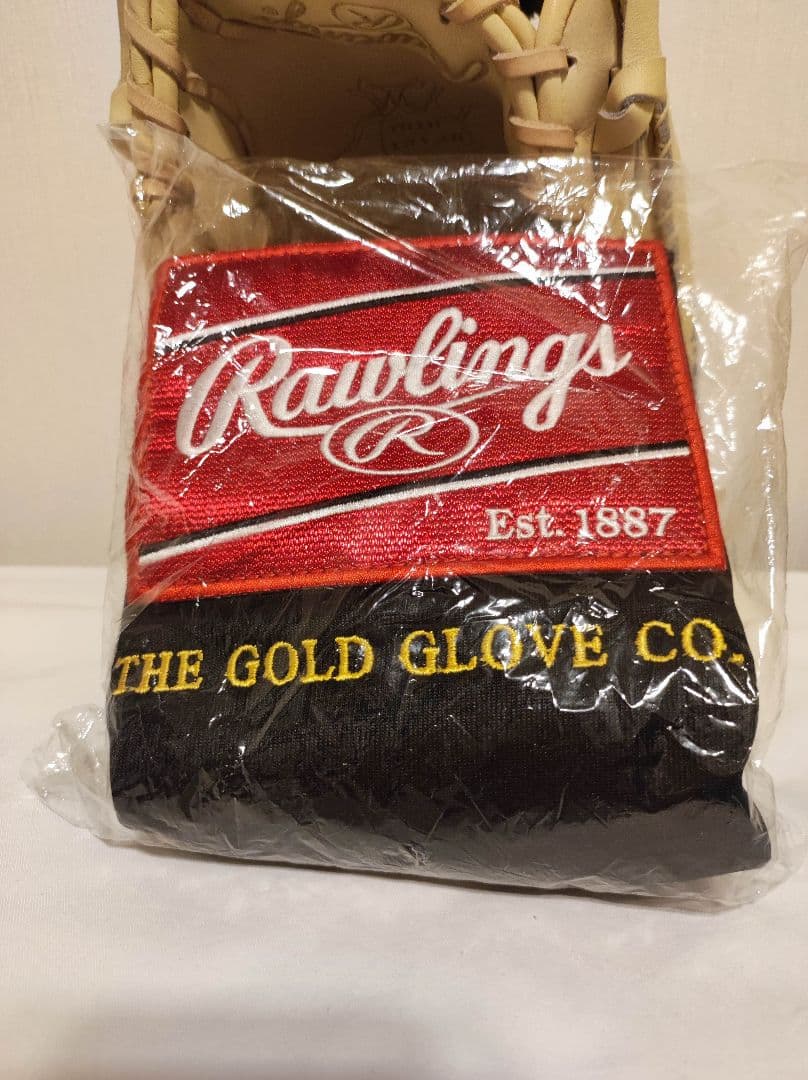 Rawlings
R
Est. 1887
THE GOLD GLOVE CO.